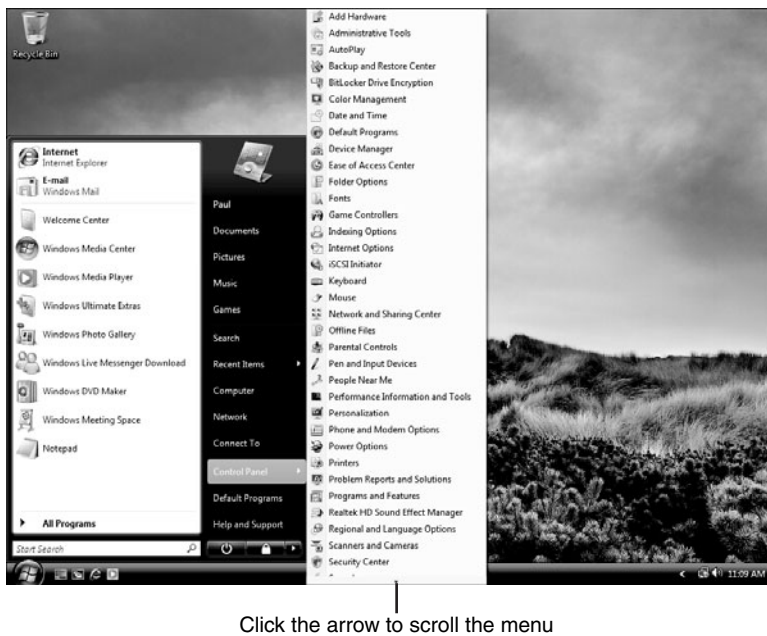 Recycle Bin
Internet
Internet Explorer
E-mail
Windows Mail
Welcome Center
Windows Media Center
Windows Media Player
Windows Ultimate Extras
Windows Photo Gallery
Windows Live Messenger Download
Windows DVD Maker
Windows Meeting Space
Notepad
All Programs
Start Search
Paul
Documents
Pictures
Music
Games
Search
Recent Items
Computer
Network
Connect To
Control Panel
Default Programs
Help and Support
Add Hardware
Administrative Tools
AutoPlay
Backup and Restore Center
BitLocker Drive Encryption
Color Management
Date and Time
Default Programs
Device Manager
Ease of Access Center
Folder Options
Fonts
Game Controllers
Indexing Options
Internet Options
iSCSI Initiator
Keyboard
Mouse
Network and Sharing Center
Offline Files
Parental Controls
Pen and Input Devices
People Near Me
Performance Information and Tools
Personalization
Phone and Modem Options
Power Options
Printers
Problem Reports and Solutions
Programs and Features
Realtek HD Sound Effect Manager
Regional and Language Options
Scanners and Cameras
Security Center
11:09 AM
Click the arrow to scroll the menu